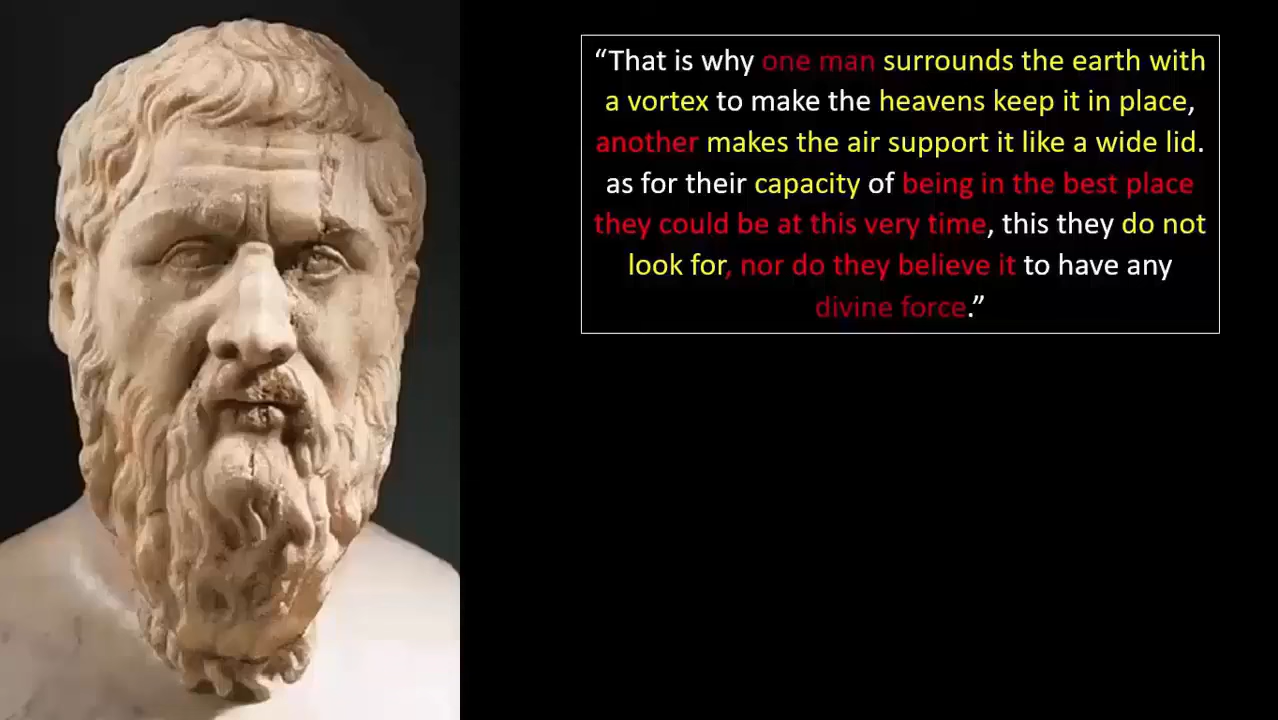 “That is why one man surrounds the earth with
a vortex to make the heavens keep it in place,
another makes the air support it like a wide lid.
as for their capacity of being in the best place
they could be at this very time, this they do not
look for, nor do they believe it to have any
divine force.”